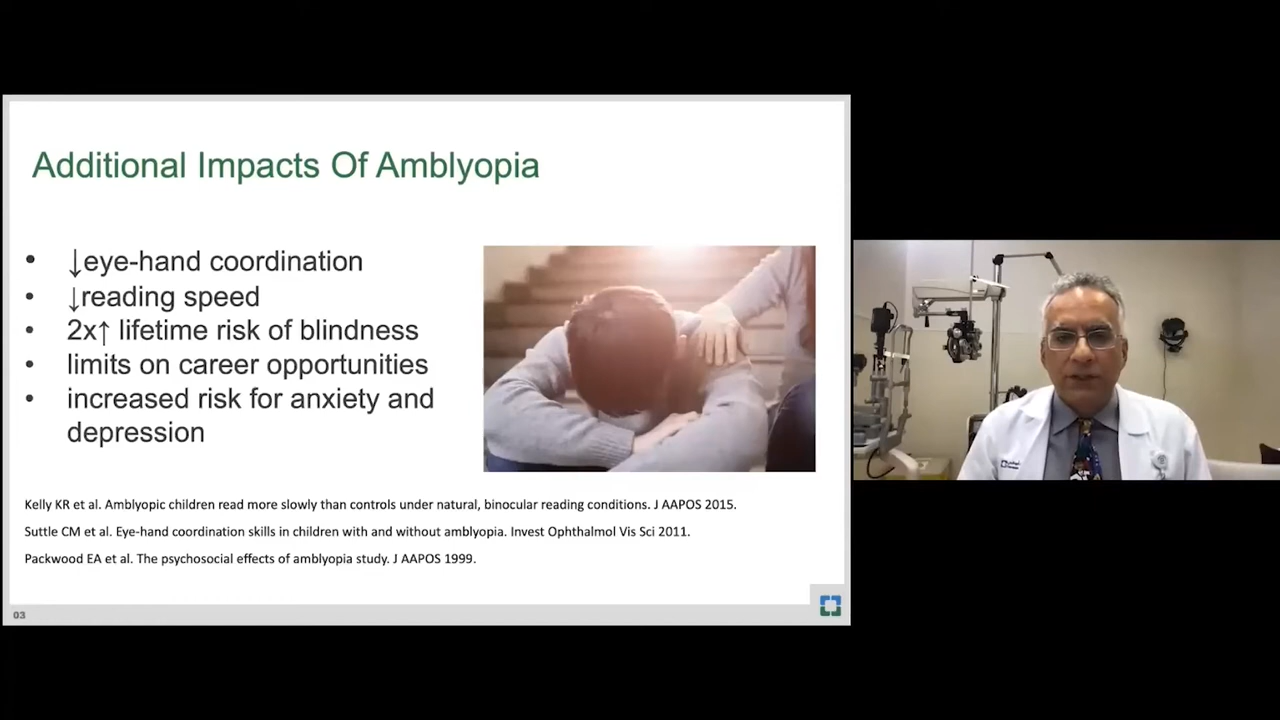 Additional Impacts Of Amblyopia
• ↓eye-hand coordination
• ↓reading speed
• 2x↑ lifetime risk of blindness
• limits on career opportunities
• increased risk for anxiety and
depression
Kelly KR et al. Amblyopic children read more slowly than controls under natural, binocular reading conditions. J AAPOS 2015.
Suttle CM et al. Eye-hand coordination skills in children with and without amblyopia. Invest Ophthalmol Vis Sci 2011.
Packwood EA et al. The psychosocial effects of amblyopia study. J AAPOS 1999.
03